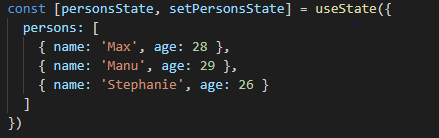 const [personsState, setPersonsState] = useState({
  persons: [
    { name: 'Max', age: 28 },
    { name: 'Manu', age: 29 },
    { name: 'Stephanie', age: 26 }
  ]
})